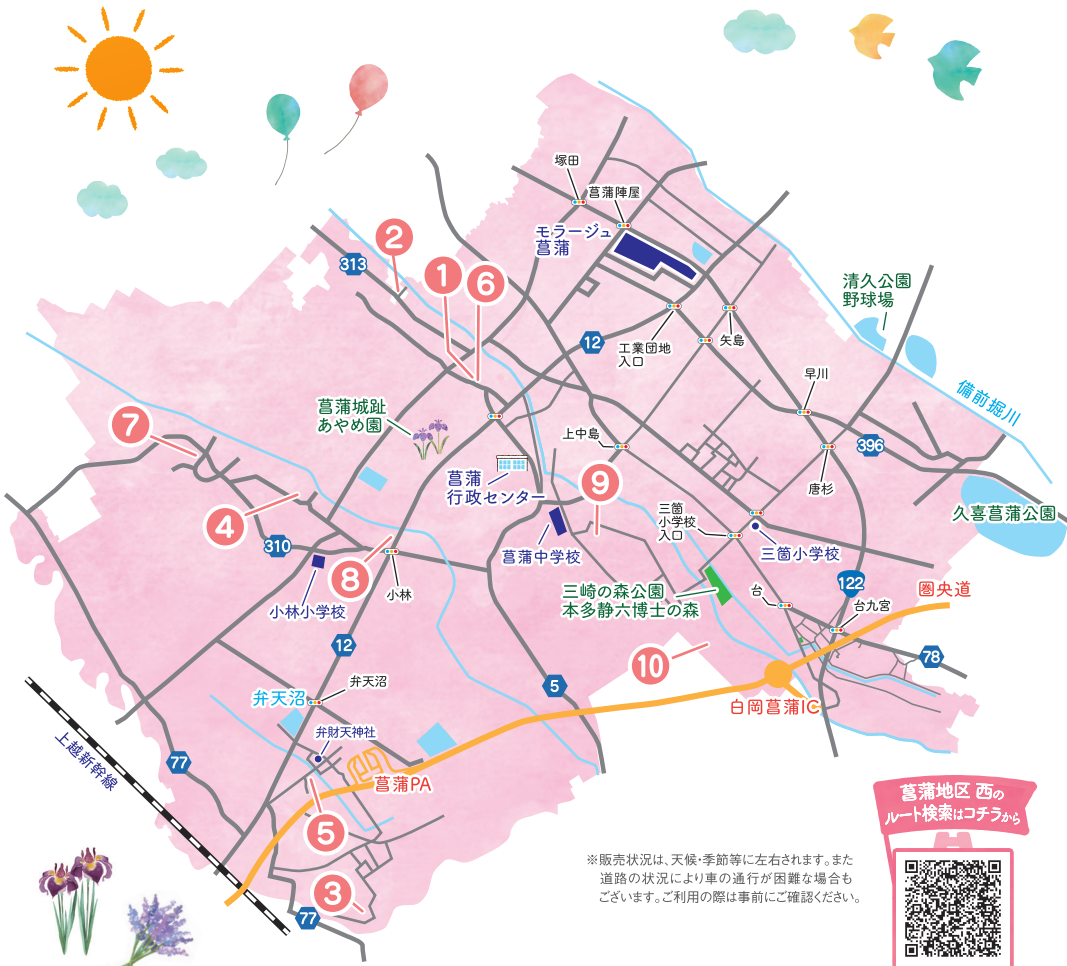 塚田
菖蒲陣屋
モラージュ
菖蒲
2
313
1
6
清久公園
野球場
12
工業団地
入口
矢島
早川
備前掘川
菖蒲城趾
あやめ園
7
上中島
396
菖蒲
行政センター
9
唐杉
久喜菖蒲公園
4
三箇
小学校
入口
310
8
菖蒲中学校
三箇小学校
小林小学校
小林
三崎の森公園
本多静六博士の森
台
122
圏央道
台九宮
12
10
78
5
弁天沼
弁天沼
白岡菖蒲IC
弁財天神社
77
上越新幹線
菖蒲PA
5
3
77
菖蒲地区 西の
ルート検索はコチラから
※販売状況は、天候・季節等に左右されます。また
道路の状況により車の通行が困難な場合も
ございます。ご利用の際は事前にご確認ください。